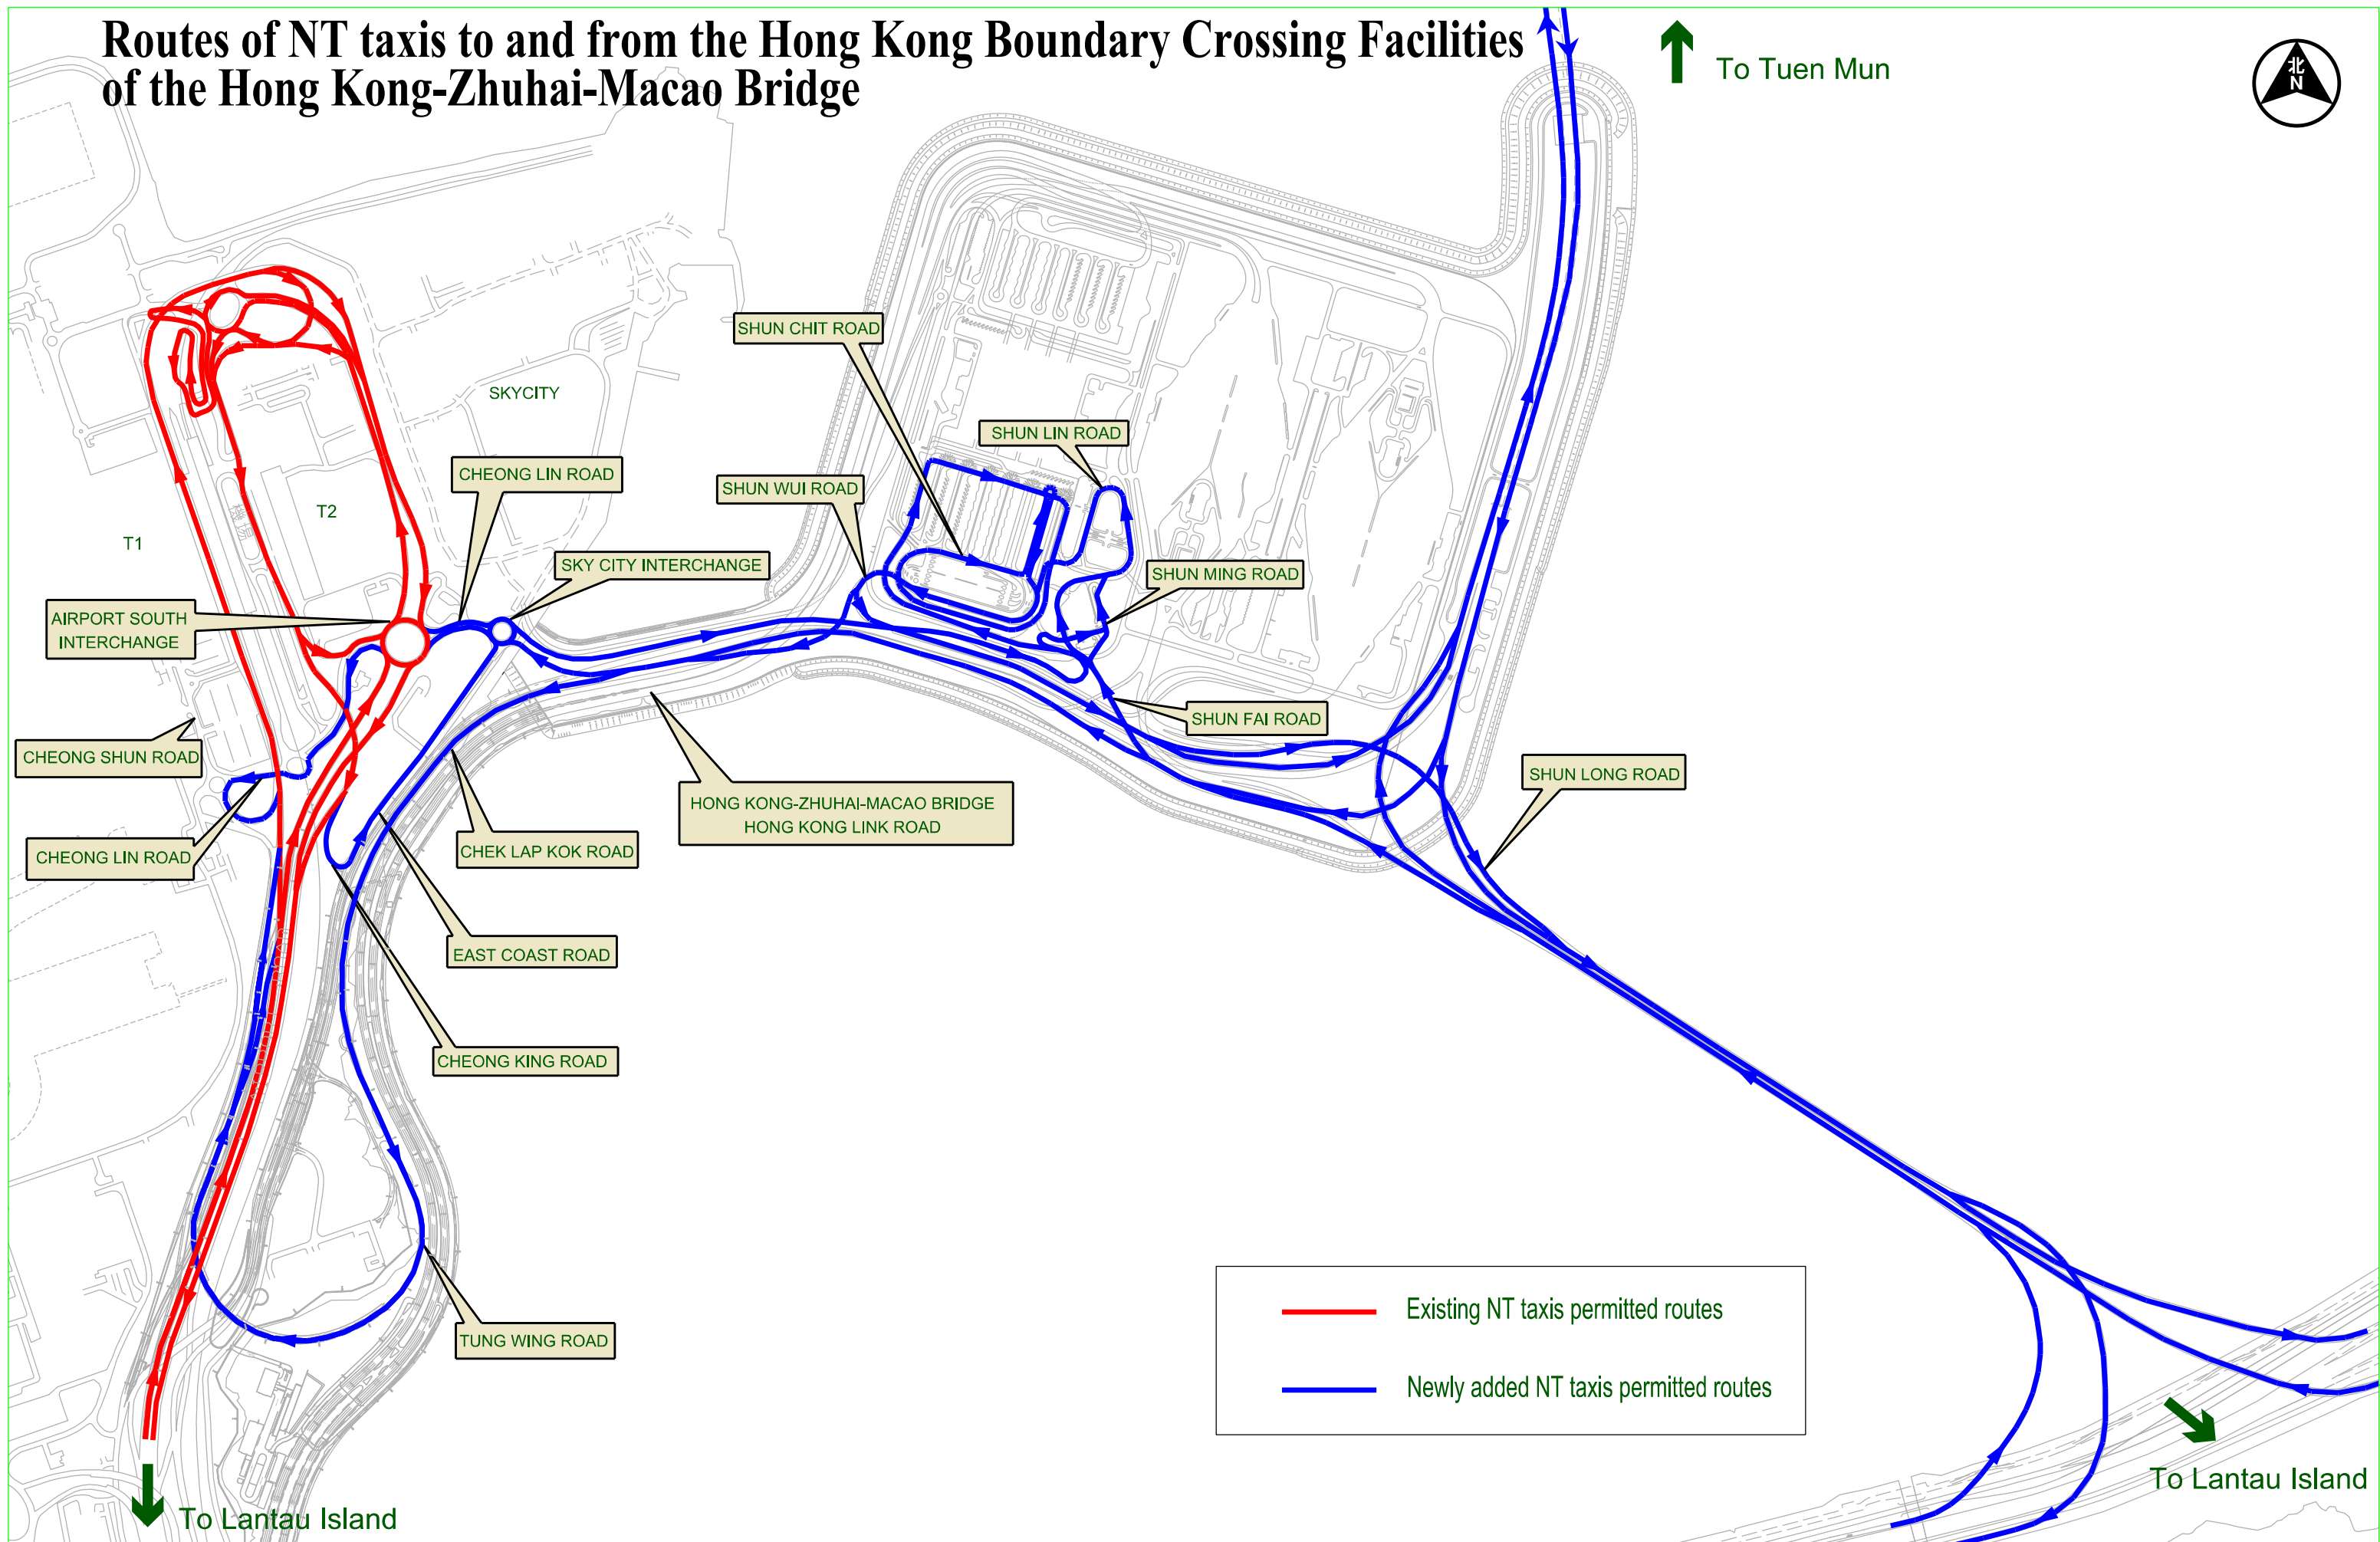 Routes of NT taxis to and from the Hong Kong Boundary Crossing Facilities
of the Hong Kong-Zhuhai-Macao Bridge
To Tuen Mun
北
N
SHUN CHIT ROAD
SKYCITY
SHUN LIN ROAD
CHEONG LIN ROAD
SHUN WUI ROAD
T2
T1
SKY CITY INTERCHANGE
SHUN MING ROAD
AIRPORT SOUTH
INTERCHANGE
SHUN FAI ROAD
CHEONG SHUN ROAD
SHUN LONG ROAD
HONG KONG-ZHUHAI-MACAO BRIDGE
HONG KONG LINK ROAD
CHEONG LIN ROAD
CHEK LAP KOK ROAD
EAST COAST ROAD
CHEONG KING ROAD
TUNG WING ROAD
Existing NT taxis permitted routes
Newly added NT taxis permitted routes
To Lantau Island
To Lantau Island